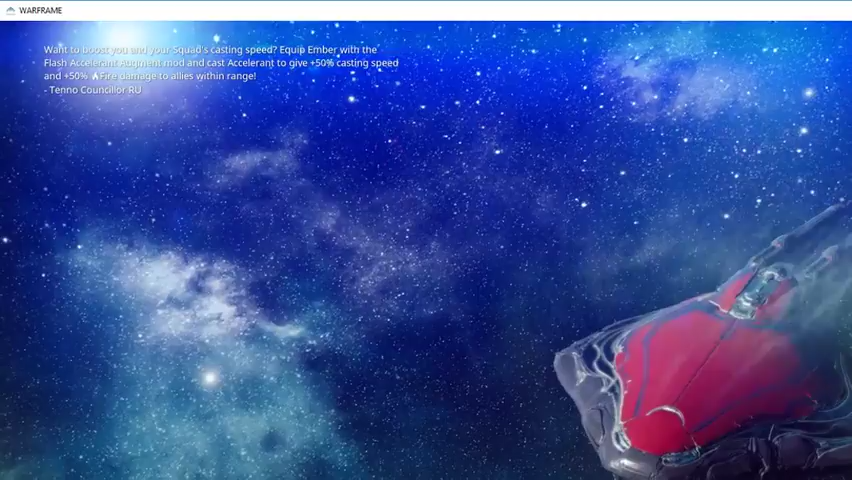 WARFRAME
Want to boost you and your Squad's casting speed? Equip Ember with the
Flash Accelerant Augment mod and cast Accelerant to give +50% casting speed
and +50% Fire damage to allies within range!
- Tenno Councillor RU